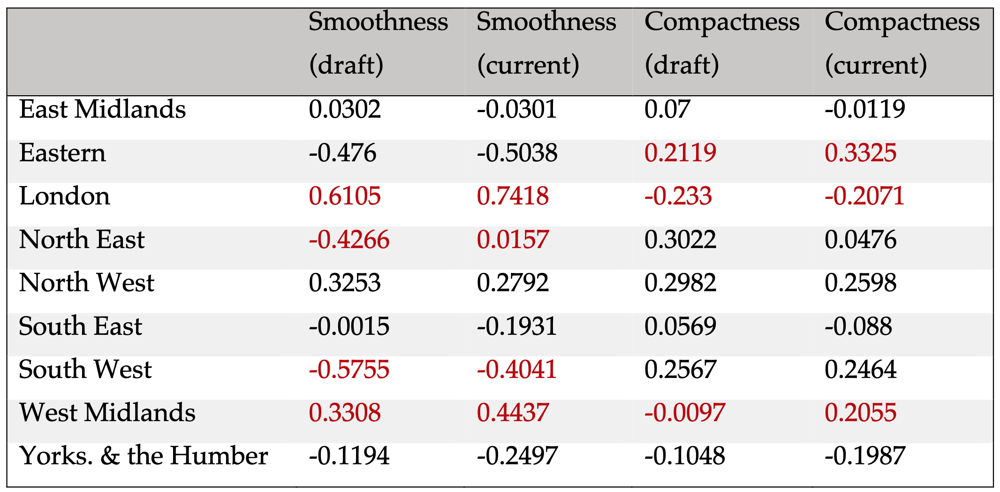 Smoothness Smoothness Compactness Compactness
(draft) (current) (draft) (current)
East Midlands 0.0302 -0.0301 0.07 -0.0119
Eastern -0.476 -0.5038 0.2119 0.3325
London 0.6105 0.7418 -0.233 -0.2071
North East -0.4266 0.0157 0.3022 0.0476
North West 0.3253 0.2792 0.2982 0.2598
South East -0.0015 -0.1931 0.0569 -0.088
South West -0.5755 -0.4041 0.2567 0.2464
West Midlands 0.3308 0.4437 -0.0097 0.2055
Yorks. & the Humber -0.1194 -0.2497 -0.1048 -0.1987